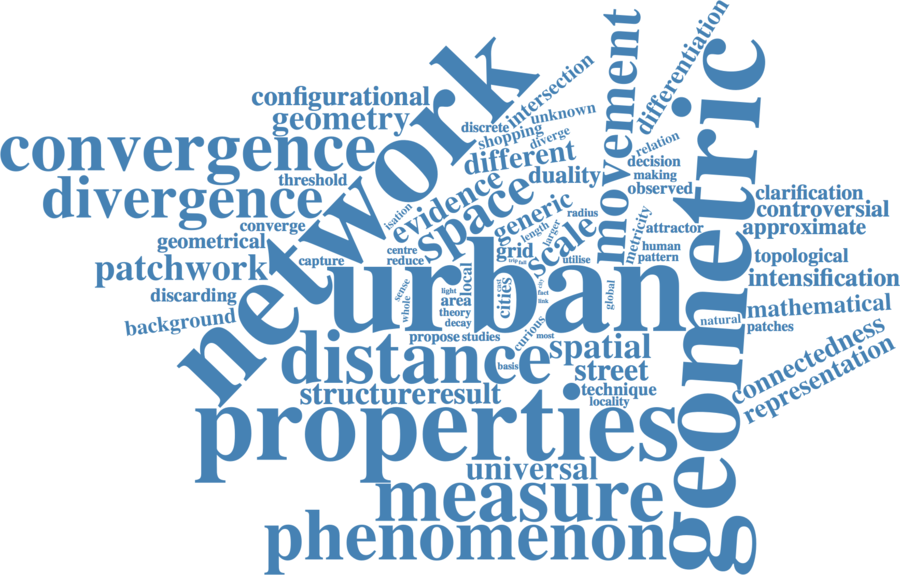 network
movement
differentiation
geometric
configurational
geometry
intersection
unknown
discrete
shopping
diverge
relation
convergence
different
decision
making
threshold
duality
observed
divergence
evidence
space
isation
generic
radius
clarification
controversial
converge
length
larger
metricity
attractor
approximate
geometrical
centre
grid
scale
human
patchwork
capture
reduce
utilise
pattern
topological
urban
intensification
discarding
sense
whole
light
local
area
cities
card
city
fact
link
global
background
theory
decay
natural
mathematical
patches
propose
studies
curious
most
distance
basis
spatial
street
connectedness
representation
structure
result
technique
locality
properties
universal
measure
phenomenon